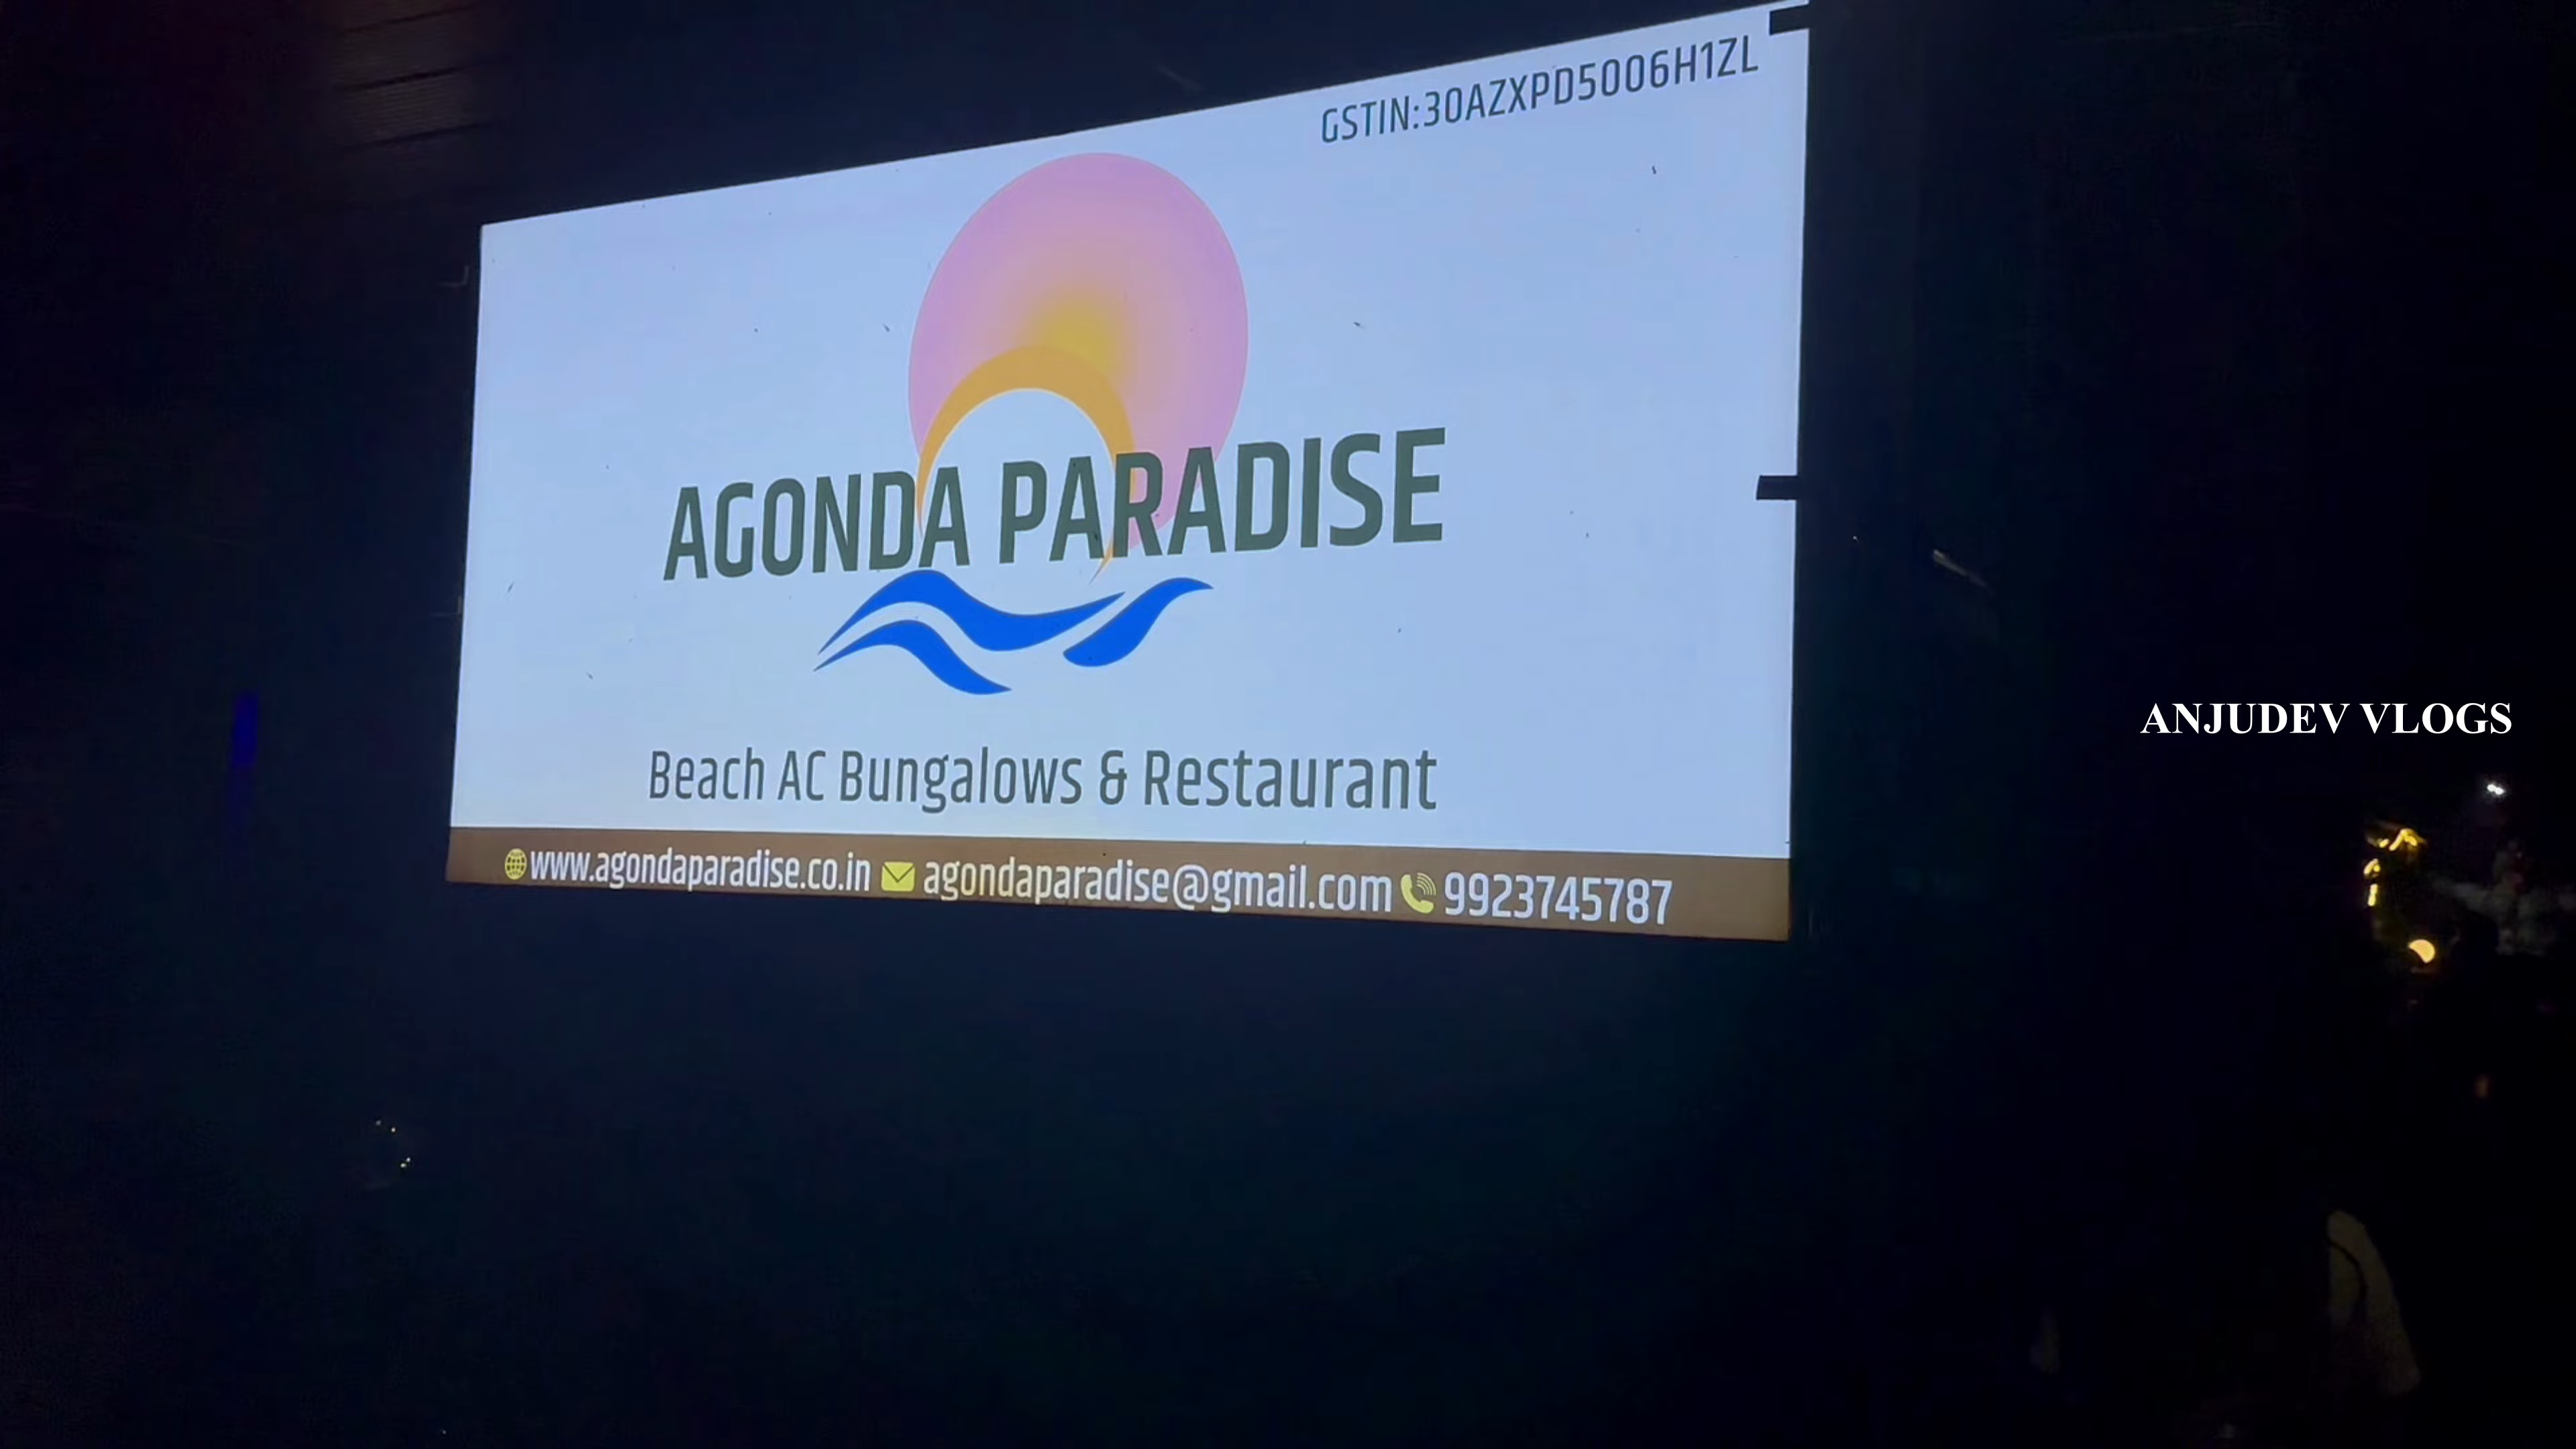 GSTIN:30AZXPD5006H1ZL
AGONDA PARADISE
Beach AC Bungalows & Restaurant
www.agondaparadise.co.in agondaparadise@gmail.com 9923745787
ANJUDEV VLOGS